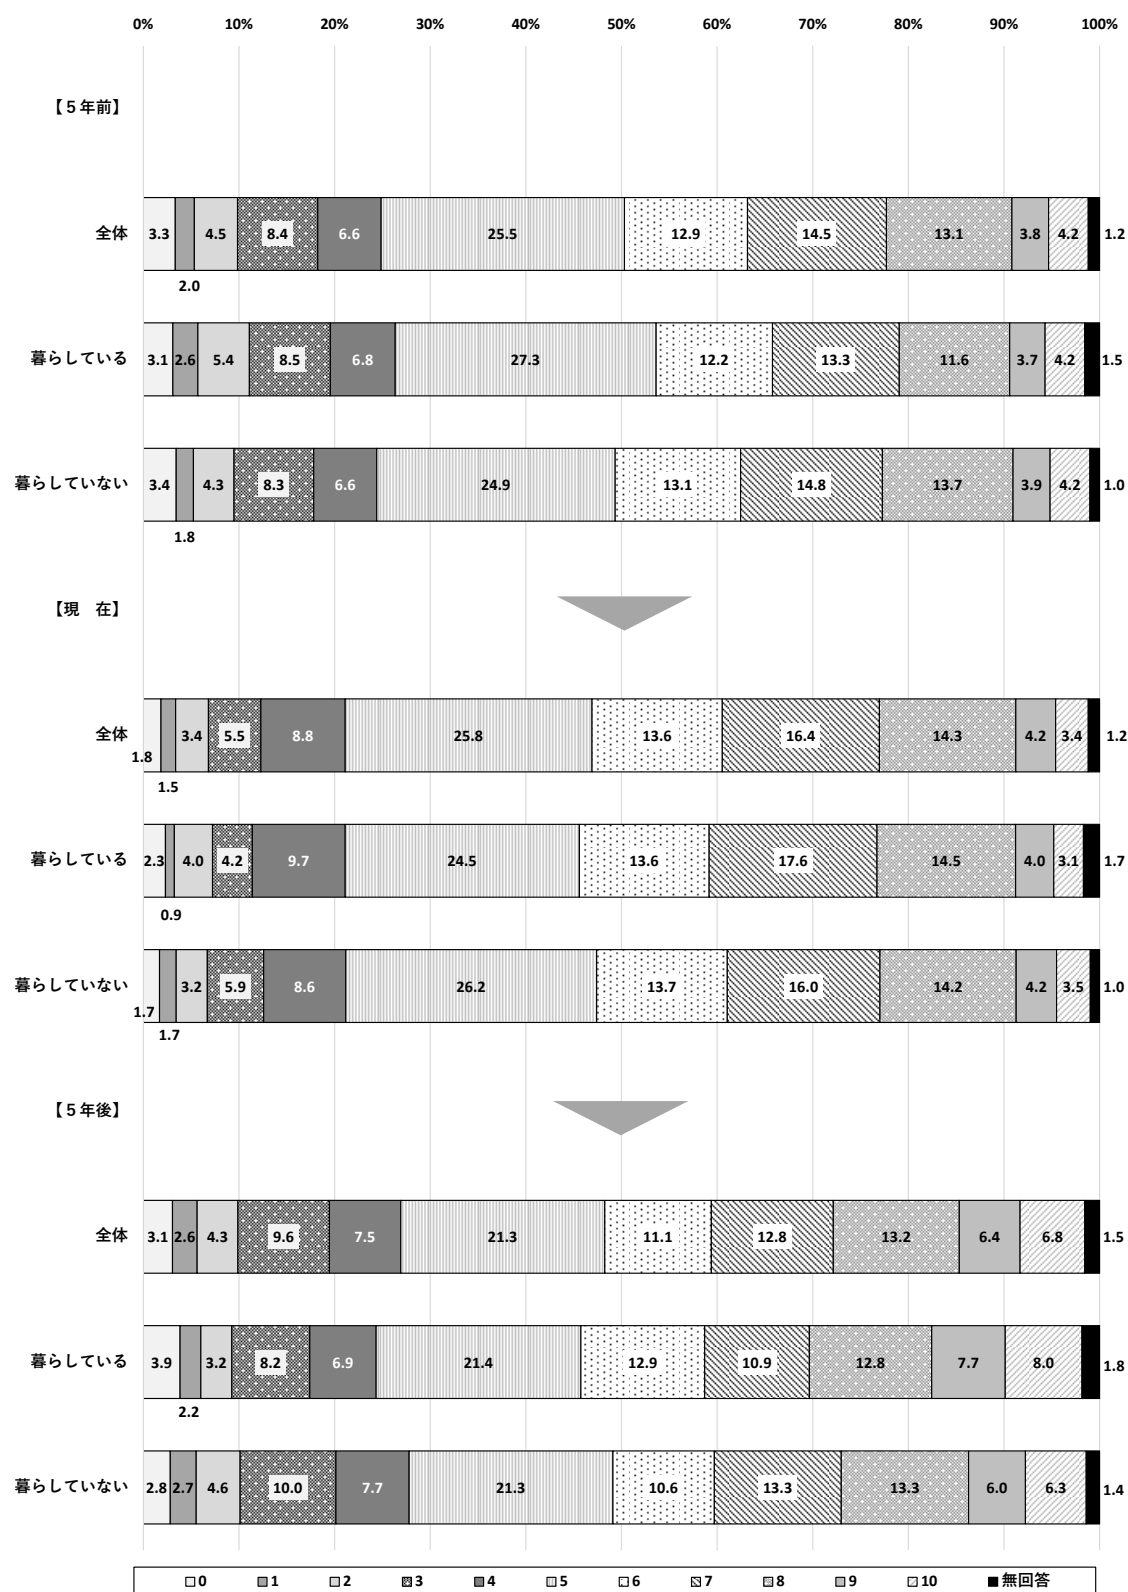 0% 10% 20% 30% 40% 50% 60% 70% 80% 90% 100%
【５年前】
全体 3.3 4.5 8.4 6.6 25.5 12.9 14.5 13.1 3.8 4.2 1.2
2.0
暮らしている 3.1 2.6 5.4 8.5 6.8 27.3 12.2 13.3 11.6 3.7 4.2 1.5
暮らしていない 3.4 4.3 8.3 6.6 24.9 13.1 14.8 13.7 3.9 4.2 1.0
1.8
【現　在】
全体 1.8 3.4 5.5 8.8 25.8 13.6 16.4 14.3 4.2 3.4 1.2
1.5
暮らしている 2.3 4.0 4.2 9.7 24.5 13.6 17.6 14.5 4.0 3.1 1.7
0.9
暮らしていない 1.7 3.2 5.9 8.6 26.2 13.7 16.0 14.2 4.2 3.5 1.0
1.7
【５年後】
全体 3.1 2.6 4.3 9.6 7.5 21.3 11.1 12.8 13.2 6.4 6.8 1.5
暮らしている 3.9 3.2 8.2 6.9 21.4 12.9 10.9 12.8 7.7 8.0 1.8
2.2
暮らしていない 2.8 2.7 4.6 10.0 7.7 21.3 10.6 13.3 13.3 6.0 6.3 1.4
0 1 2 3 4 5 6 7 8 9 10 無回答